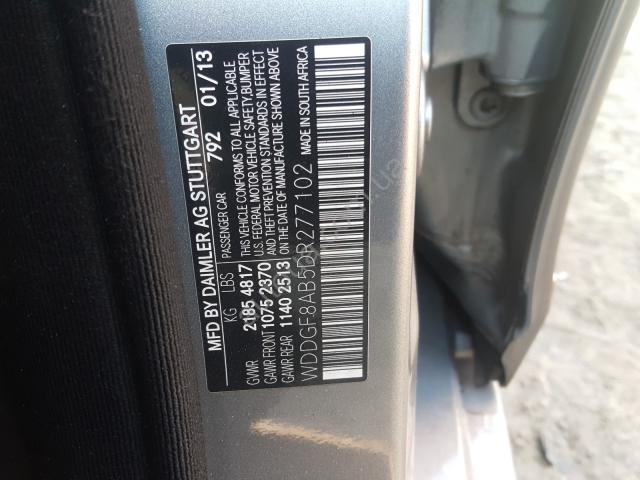 MFD BY DAIMLER AG STUTTGART
792 01/13
KG LBS PASSENGER CAR
GVWR 2185 4817 THIS VEHICLE CONFORMS TO ALL APPLICABLE
U.S. FEDERAL MOTOR VEHICLE SAFETY, BUMPER
GAWR FRONT 1075 2370 AND THEFT PREVENTION STANDARDS IN EFFECT
GAWR REAR 1140 2513 ON THE DATE OF MANUFACTURE SHOWN ABOVE
WDDGF8AB5DR277102 MADE IN SOUTH AFRICA